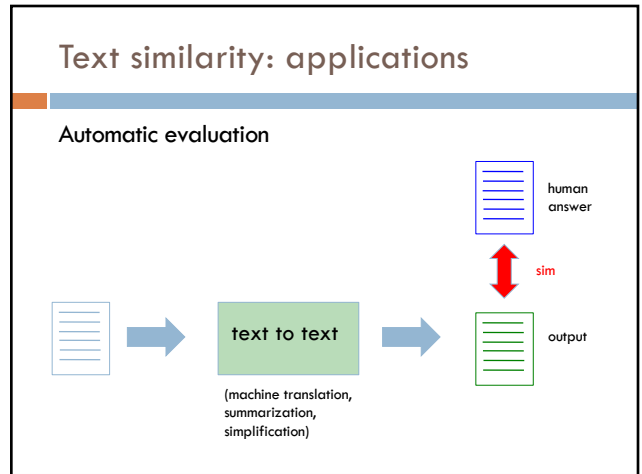 Text similarity: applications
Automatic evaluation
human
answer
sim
text to text
output
(machine translation,
summarization,
simplification)